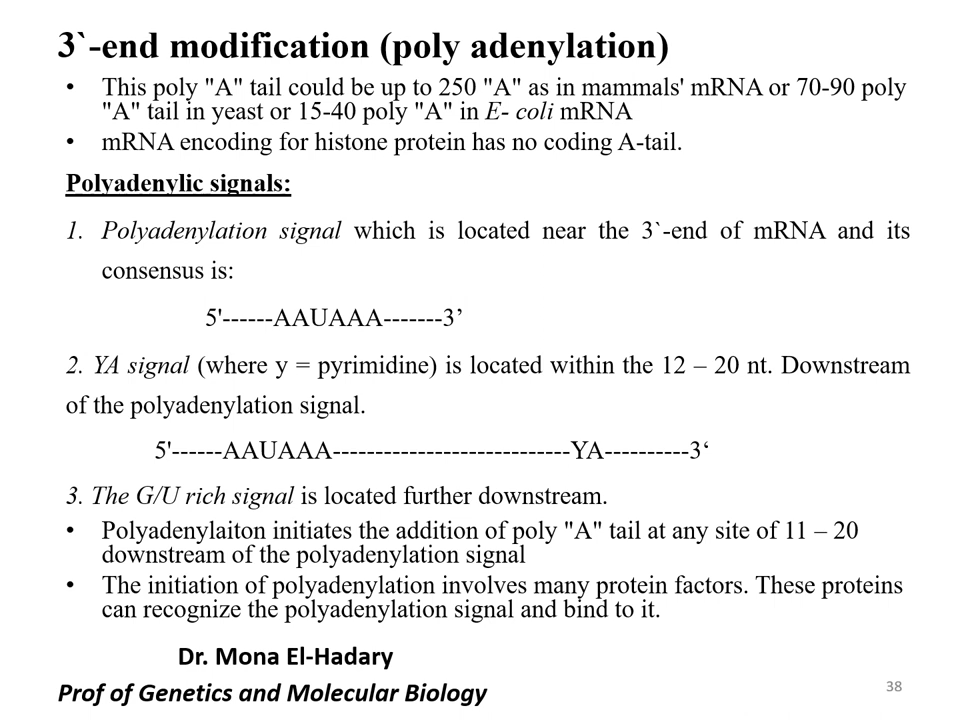 3`-end modification (poly adenylation)
• This poly "A" tail could be up to 250 "A" as in mammals' mRNA or 70-90 poly
"A" tail in yeast or 15-40 poly "A" in E- coli mRNA
• mRNA encoding for histone protein has no coding A-tail.
Polyadenylic signals:
1. Polyadenylation signal which is located near the 3`-end of mRNA and its
consensus is:
5'------AAUAAA-------3’
2. YA signal (where y = pyrimidine) is located within the 12 – 20 nt. Downstream
of the polyadenylation signal.
5'------AAUAAA----------------------------YA----------3‘
3. The G/U rich signal is located further downstream.
• Polyadenylaiton initiates the addition of poly "A" tail at any site of 11 – 20
downstream of the polyadenylation signal
• The initiation of polyadenylation involves many protein factors. These proteins
can recognize the polyadenylation signal and bind to it.
Dr. Mona El-Hadary
Prof of Genetics and Molecular Biology
38